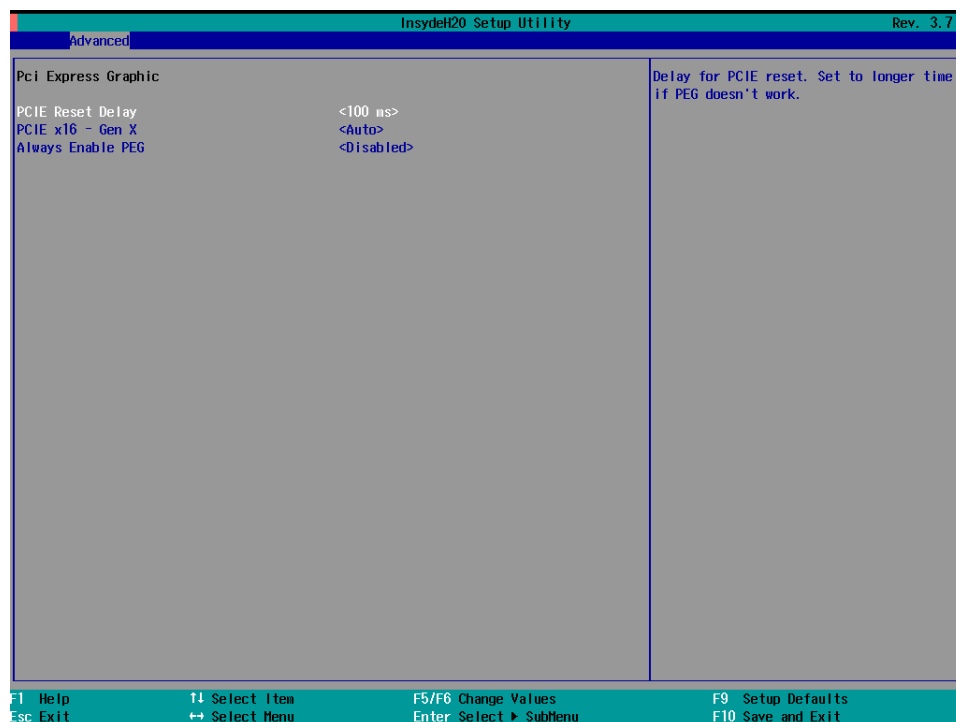 InsydeH20 Setup Utility Rev. 3.7
Advanced
Pci Express Graphic
PCIE Reset Delay <100 ms>
PCIE x16 - Gen X <Auto>
Always Enable PEG <Disabled>
Delay for PCIE reset. Set to longer time
if PEG doesn't work.
F1 Help ↑↓ Select Item F5/F6 Change Values F9 Setup Defaults
Esc Exit ↔ Select Menu Enter Select ▶ SubMenu F10 Save and Exit